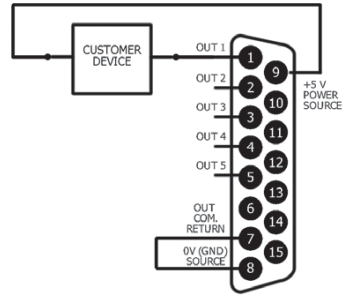 CUSTOMER
DEVICE
OUT 1
OUT 2
OUT 3
OUT 4
OUT 5
OUT
COM.
RETURN
0V (GND)
SOURCE
1
2
3
4
5
6
7
8
9
10
11
12
13
14
15
+5 V
POWER
SOURCE